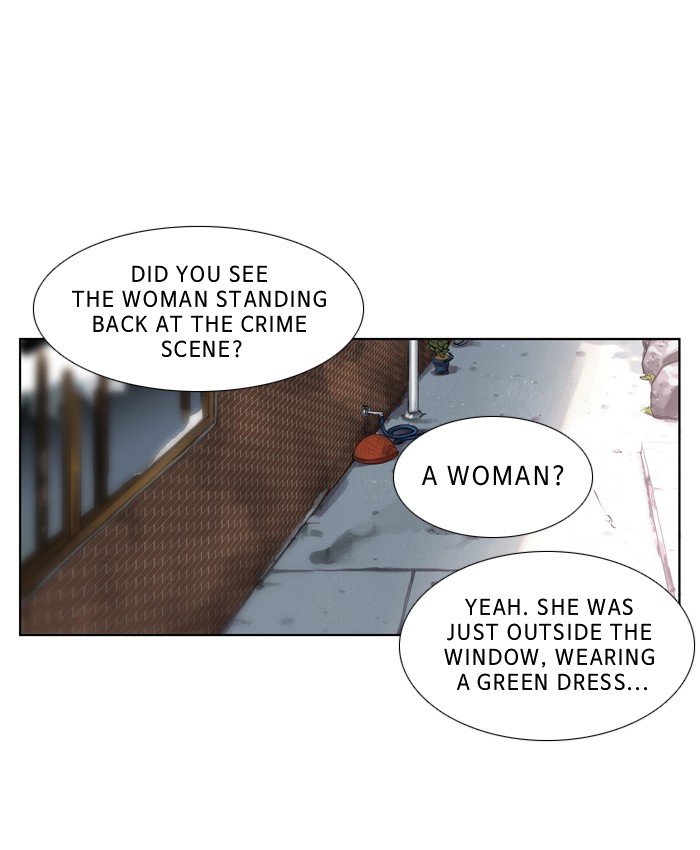 DID YOU SEE
THE WOMAN STANDING
BACK AT THE CRIME
SCENE?
A WOMAN?
YEAH. SHE WAS
JUST OUTSIDE THE
WINDOW, WEARING
A GREEN DRESS...